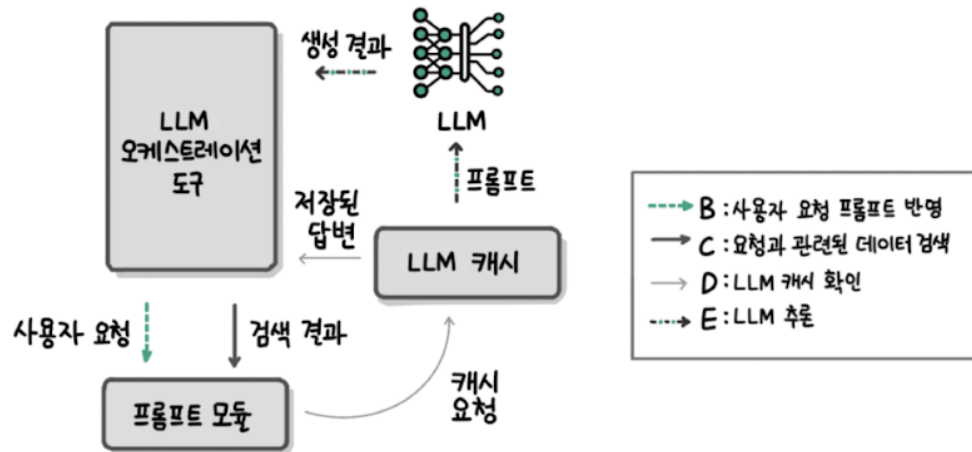 생성 결과
LLM
오케스트레이션
도구
LLM
프롬프트
저장된
답변
LLM 캐시
사용자 요청
검색 결과
캐시
요청
프롬프트 모듈
B : 사용자 요청 프롬프트 반영
C : 요청과 관련된 데이터 검색
D : LLM 캐시 확인
E : LLM 추론